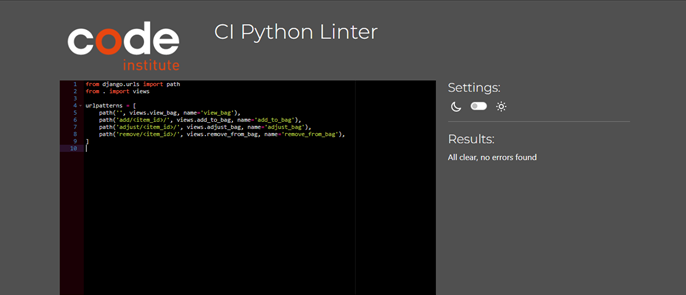 code
institute
CI Python Linter
1 from django.urls import path
2 from . import views
3
4 urlpatterns = [
5 path('', views.view_bag, name='view_bag'),
6 path('add/<item_id>/', views.add_to_bag, name='add_to_bag'),
7 path('adjust/<item_id>/', views.adjust_bag, name='adjust_bag'),
8 path('remove/<item_id>/', views.remove_from_bag, name='remove_from_bag'),
9 ]
10
Settings:
Results:
All clear, no errors found